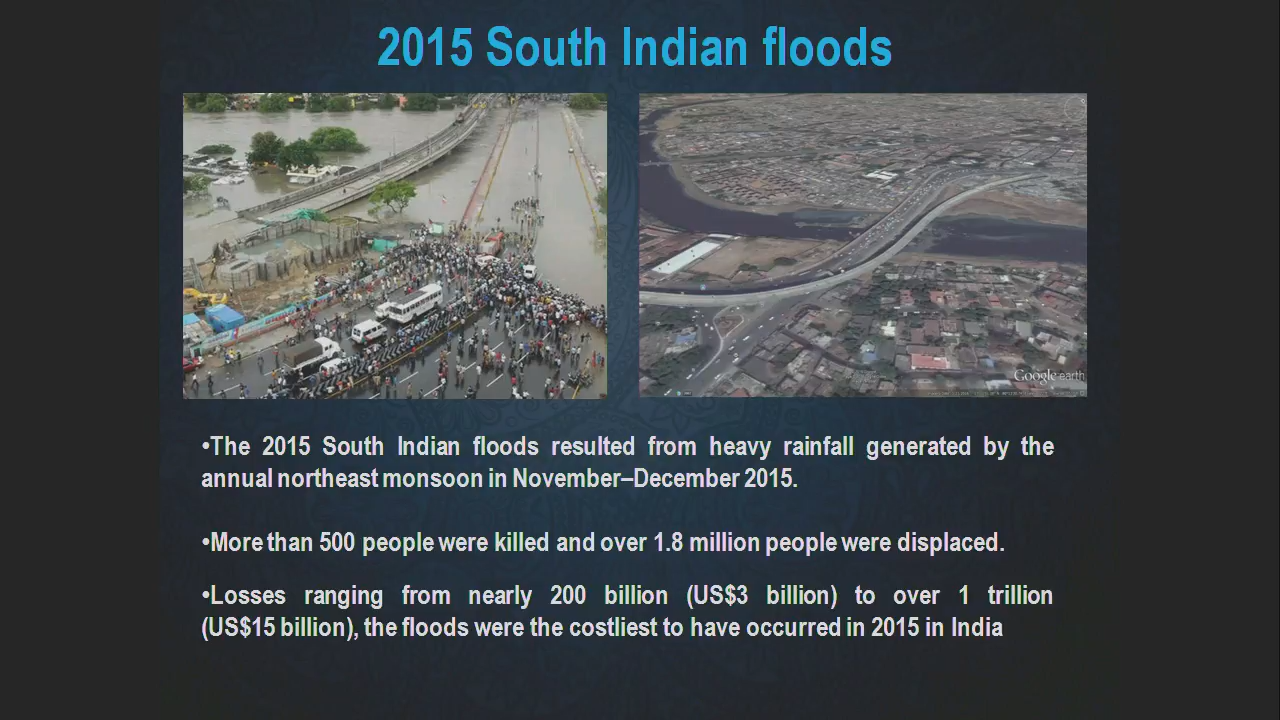 2015 South Indian floods
Google earth
•The 2015 South Indian floods resulted from heavy rainfall generated by the
annual northeast monsoon in November–December 2015.
•More than 500 people were killed and over 1.8 million people were displaced.
•Losses ranging from nearly 200 billion (US$3 billion) to over 1 trillion
(US$15 billion), the floods were the costliest to have occurred in 2015 in India